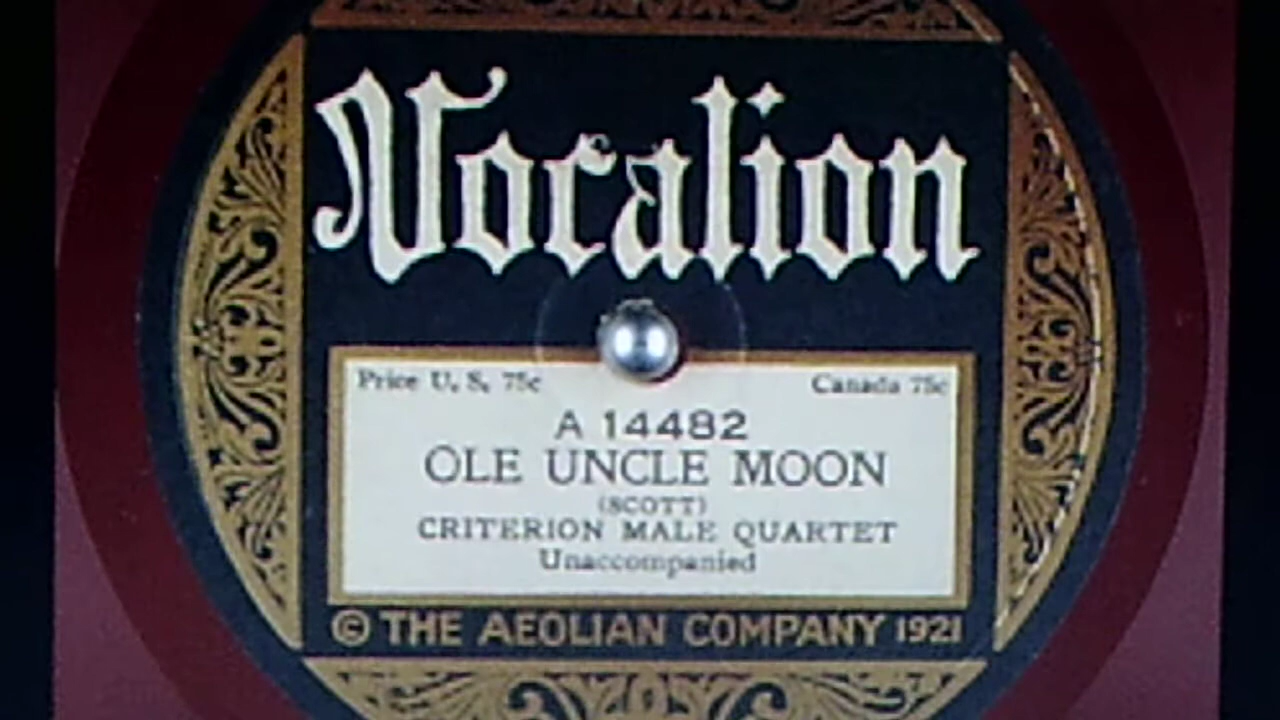 Vocalion
Price U. S. 75c
Canada 75c
A 14482
OLE UNCLE MOON
(SCOTT)
CRITERION MALE QUARTET
Unaccompanied
© THE AEOLIAN COMPANY 1921